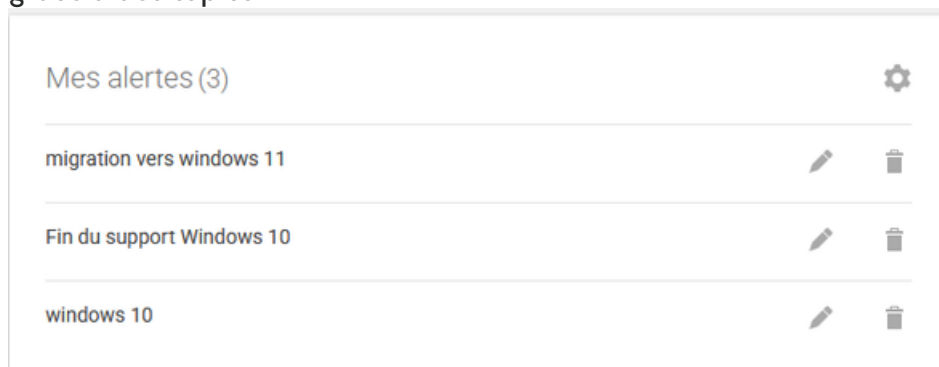 Mes alertes (3)
migration vers windows 11
Fin du support Windows 10
windows 10